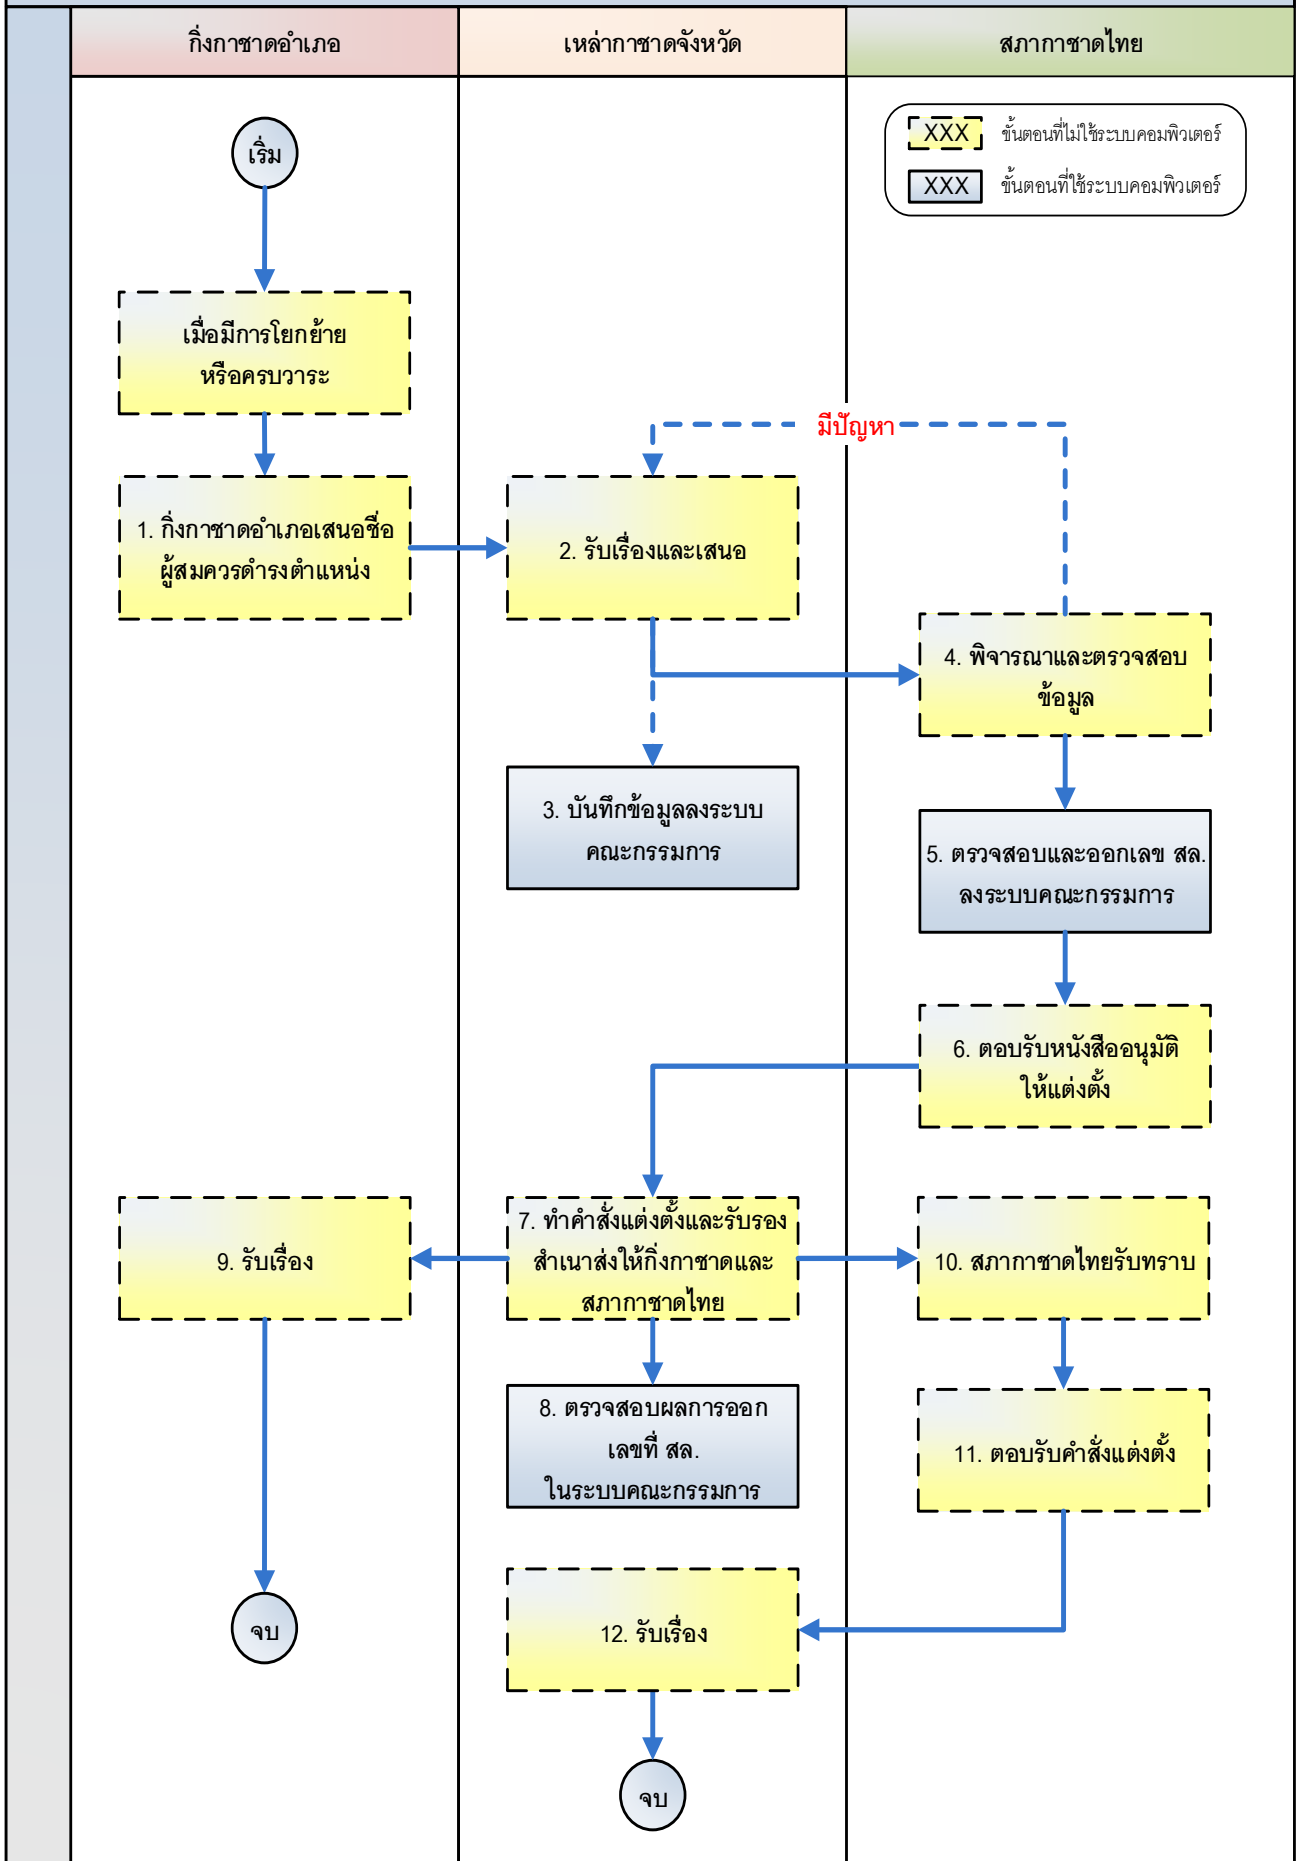 กิ่งกาชาดอำเภอ
เหล่ากาชาดจังหวัด
สภากาชาดไทย
เริ่ม
XXX ขั้นตอนที่ไม่ใช้ระบบคอมพิวเตอร์
XXX ขั้นตอนที่ใช้ระบบคอมพิวเตอร์
เมื่อมีการโยกย้าย
หรือครบวาระ
มีปัญหา
1. กิ่งกาชาดอำเภอเสนอชื่อ
ผู้สมควรดำรงตำแหน่ง
2. รับเรื่องและเสนอ
4. พิจารณาและตรวจสอบ
ข้อมูล
3. บันทึกข้อมูลลงระบบ
คณะกรรมการ
5. ตรวจสอบและออกเลข สล.
ลงระบบคณะกรรมการ
6. ตอบรับหนังสืออนุมัติ
ให้แต่งตั้ง
7. ทำคำสั่งแต่งตั้งและรับรอง
สำเนาส่งให้กิ่งกาชาดและ
สภากาชาดไทย
9. รับเรื่อง
10. สภากาชาดไทยรับทราบ
8. ตรวจสอบผลการออก
เลขที่ สล.
ในระบบคณะกรรมการ
11. ตอบรับคำสั่งแต่งตั้ง
12. รับเรื่อง
จบ
จบ